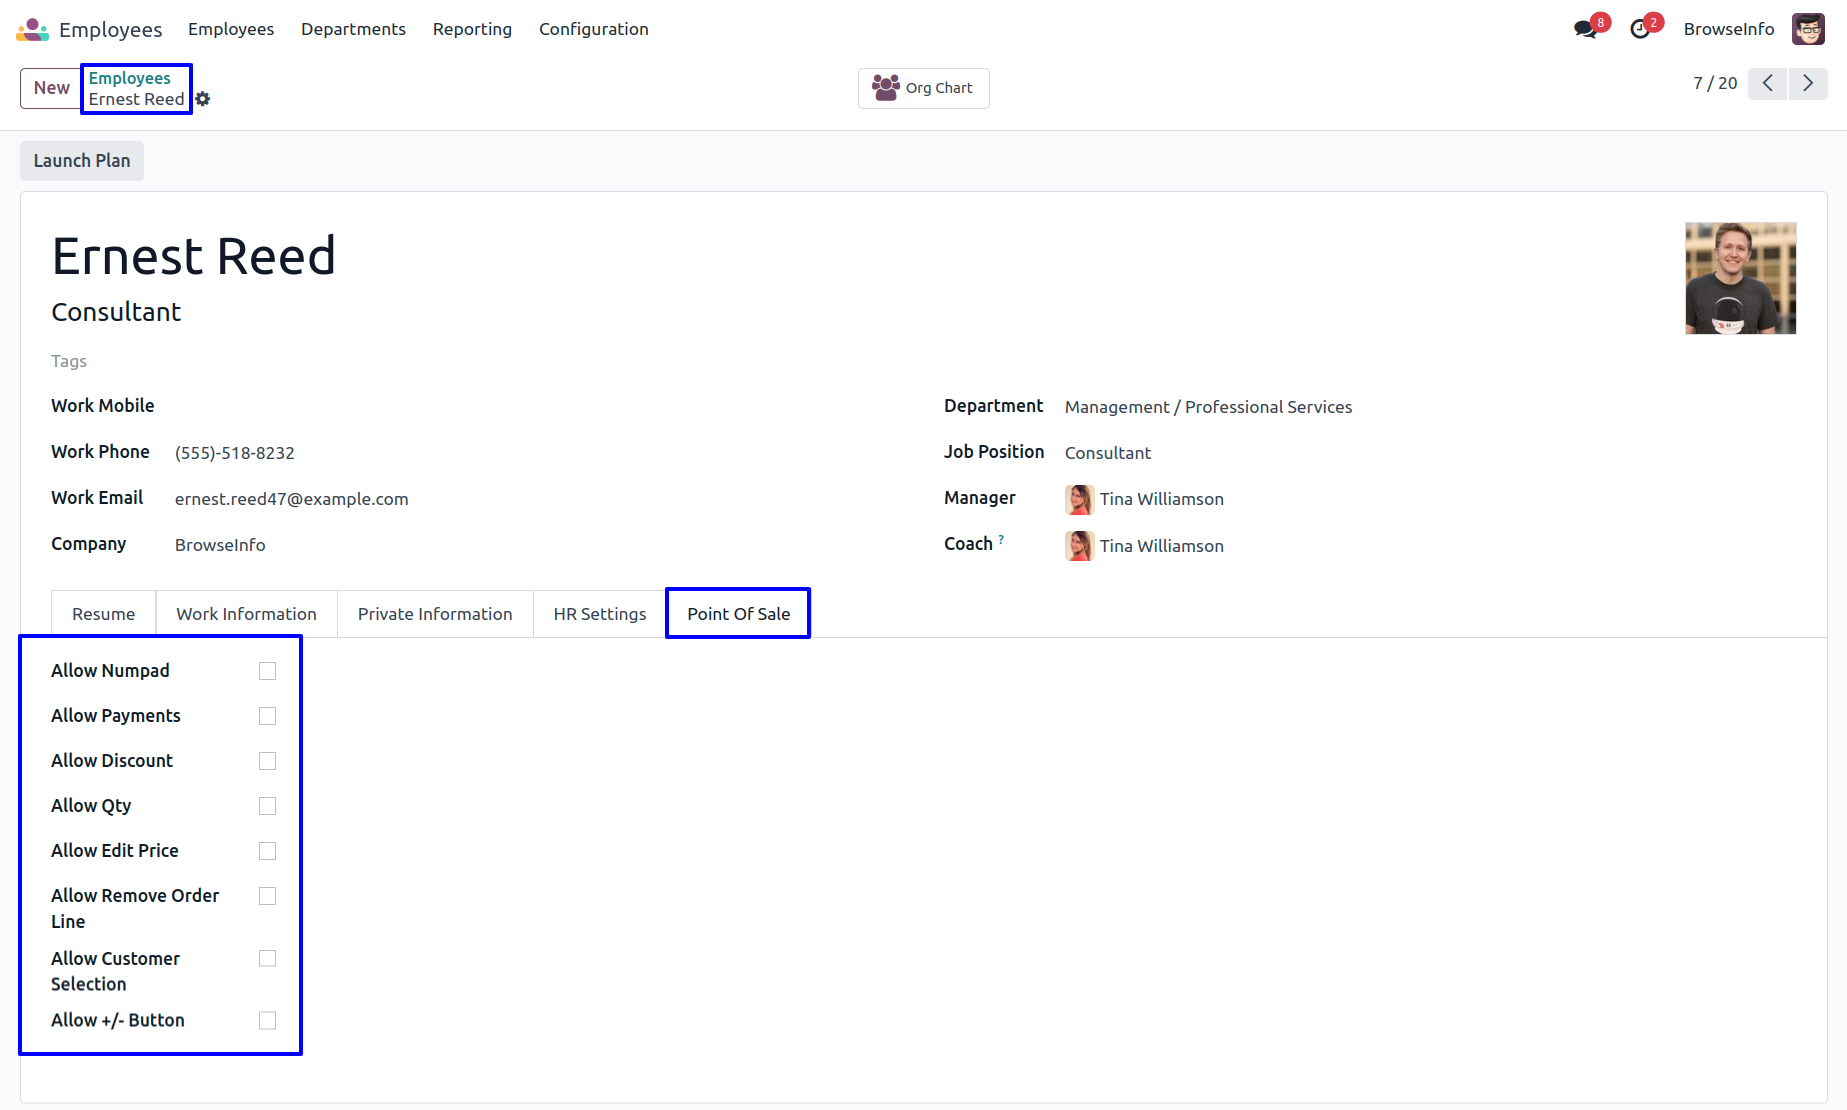 Employees
Employees
Departments
Reporting
Configuration
8
2
BrowseInfo
New
Employees
Ernest Reed
Org Chart
7 / 20
Launch Plan
Ernest Reed
Consultant
Tags
Work Mobile
Work Phone (555)-518-8232
Work Email ernest.reed47@example.com
Company BrowseInfo
Department Management / Professional Services
Job Position Consultant
Manager Tina Williamson
Coach ? Tina Williamson
Resume
Work Information
Private Information
HR Settings
Point Of Sale
Allow Numpad
Allow Payments
Allow Discount
Allow Qty
Allow Edit Price
Allow Remove Order
Line
Allow Customer
Selection
Allow +/- Button